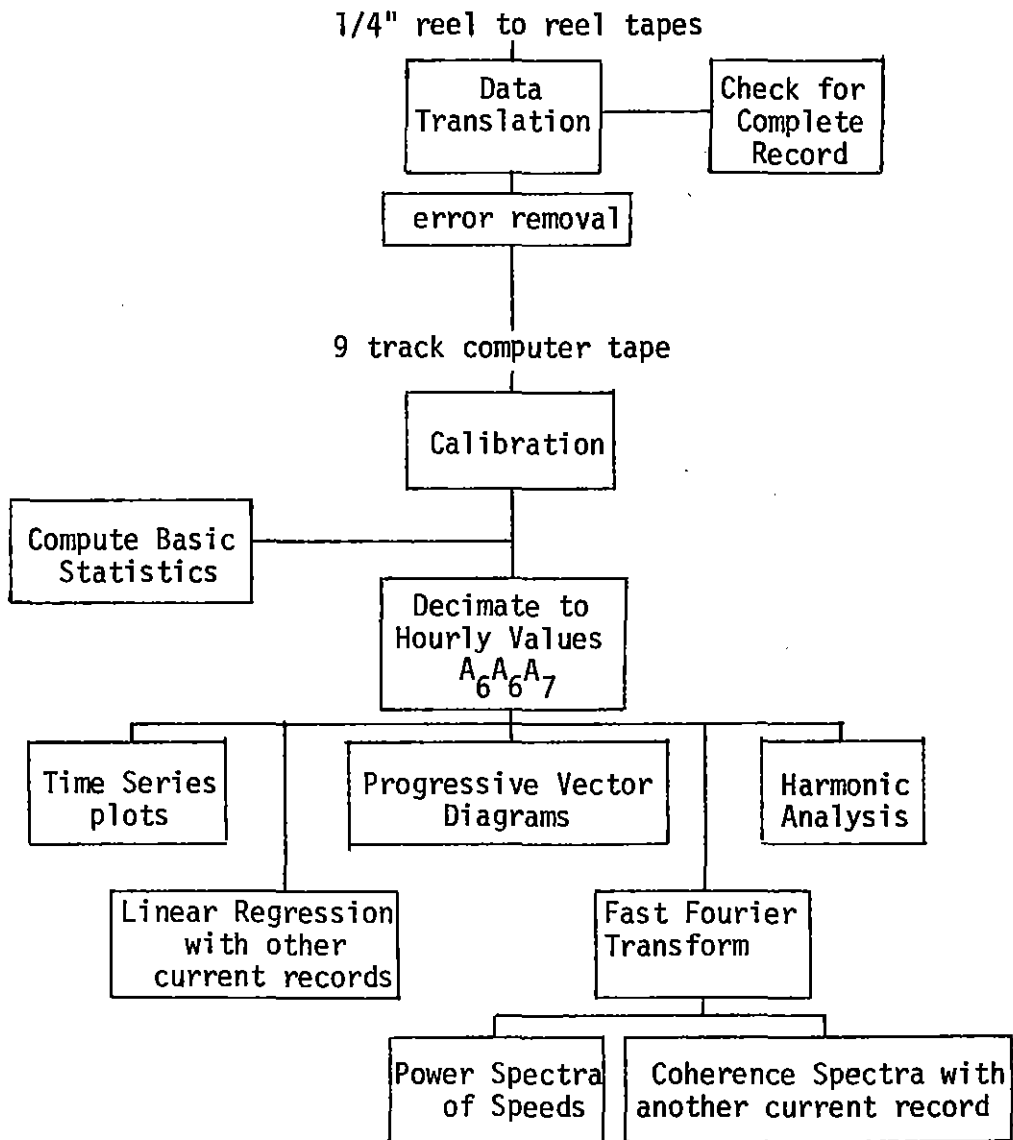 1/4" reel to reel tapes
Data
Translation
Check for
Complete
Record
error removal
9 track computer tape
Calibration
Compute Basic
Statistics
Decimate to
Hourly Values
A₆A₆A₇
Time Series
plots
Progressive Vector
Diagrams
Harmonic
Analysis
Linear Regression
with other
current records
Fast Fourier
Transform
Power Spectra
of Speeds
Coherence Spectra with
another current record